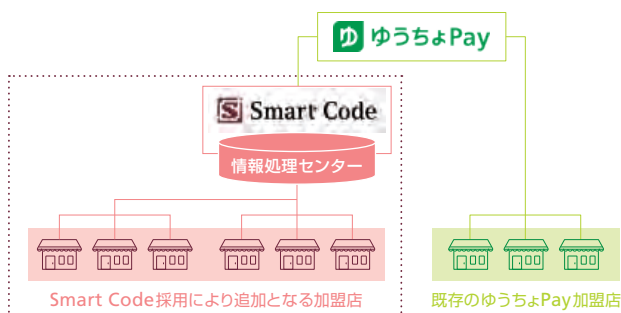 ゆ ゆうちょPay
S Smart Code
情報処理センター
Smart Code採用により追加となる加盟店
既存のゆうちょPay加盟店